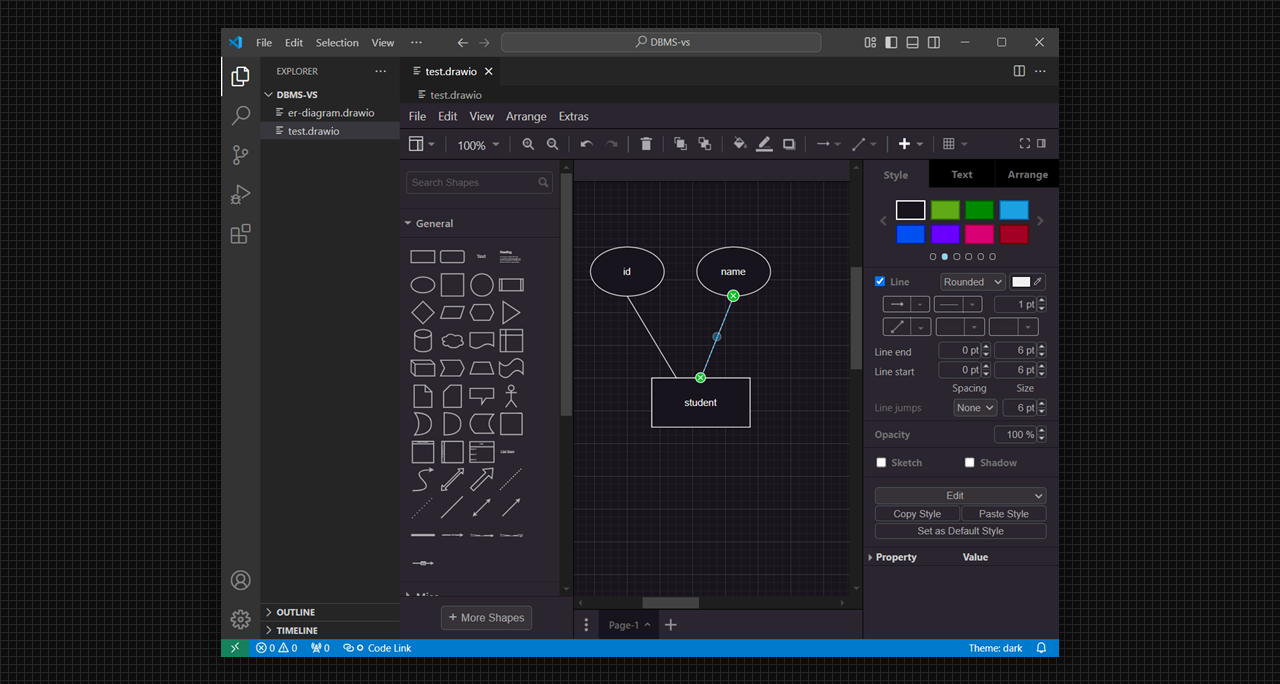 File Edit Selection View ··· DBMS-vs
EXPLORER ···
test.drawio
DBMS-VS
er-diagram.drawio
test.drawio
test.drawio
File Edit View Arrange Extras
100%
Search Shapes
General
Text
Heading
List Item
More Shapes
id
name
student
Page-1
Style Text Arrange
Line Rounded
1 pt
Line end 0 pt 6 pt
Line start 0 pt 6 pt
Spacing Size
Line jumps None 6 pt
Opacity 100 %
Sketch Shadow
Edit
Copy Style Paste Style
Set as Default Style
Property Value
OUTLINE
TIMELINE
0 0 0 Code Link Theme: dark